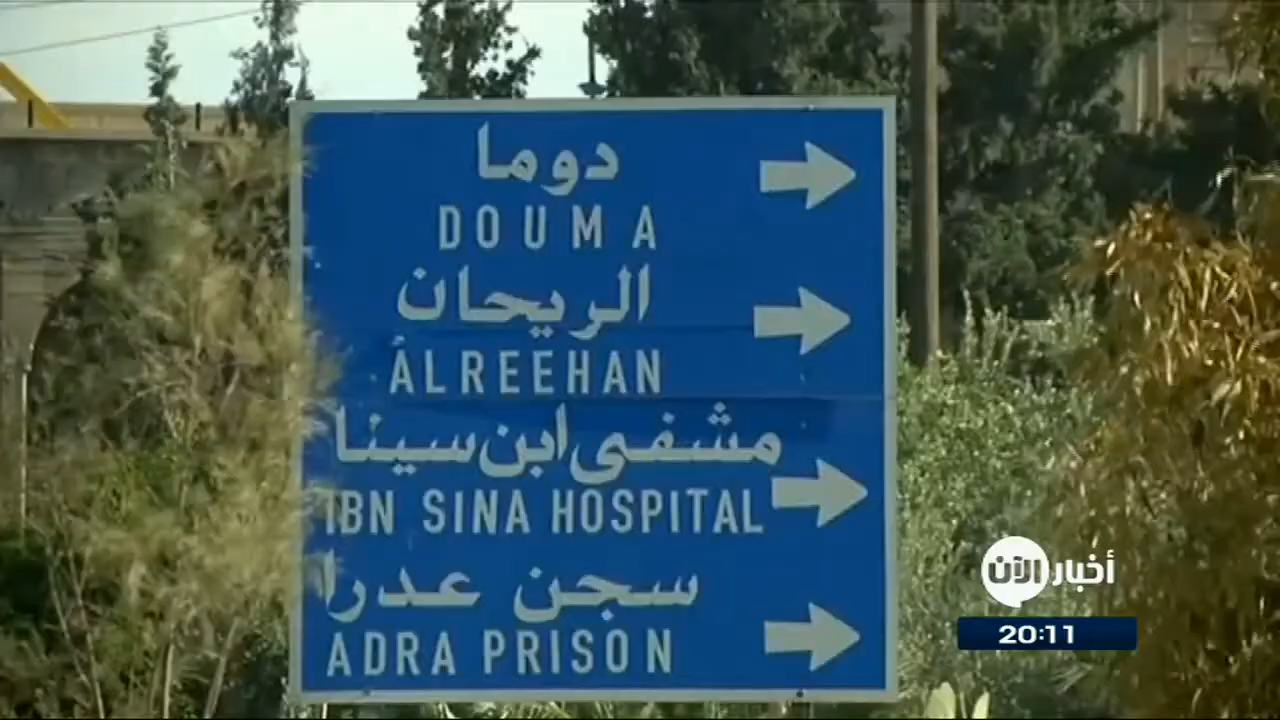 دوما
DOUMA
الريحان
ALREEHAN
مشفى ابن سينا
IBN SINA HOSPITAL
سجن عدرا
ADRA PRISON
أخبار الآن
20:11